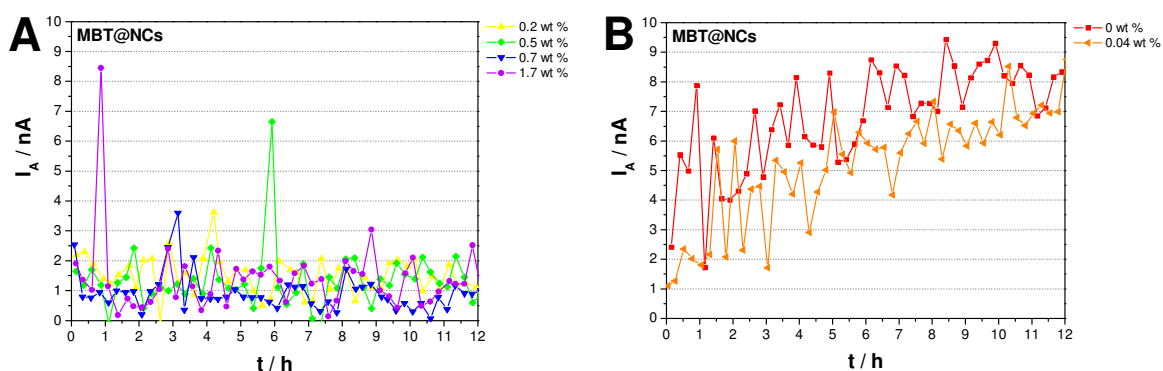 A
MBT@NCs
0.2 wt %
0.5 wt %
0.7 wt %
1.7 wt %
I_A / nA
10
9
8
7
6
5
4
3
2
1
0
0 1 2 3 4 5 6 7 8 9 10 11 12
t / h
B
MBT@NCs
0 wt %
0.04 wt %
I_A / nA
10
9
8
7
6
5
4
3
2
1
0
0 1 2 3 4 5 6 7 8 9 10 11 12
t / h